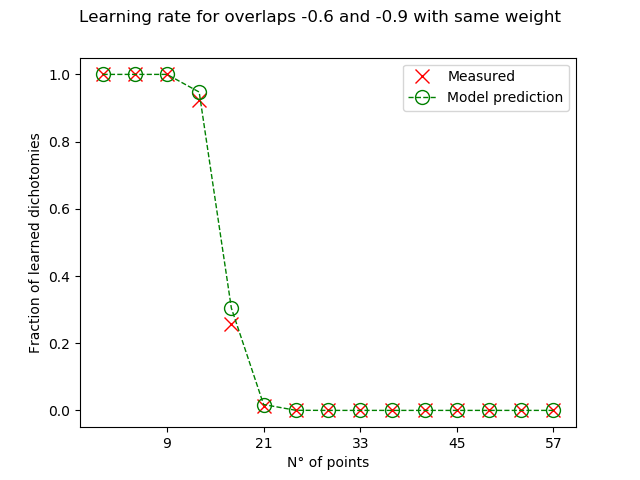 Learning rate for overlaps -0.6 and -0.9 with same weight
Measured
Model prediction
1.0
0.8
0.6
0.4
0.2
0.0
Fraction of learned dichotomies
9 21 33 45 57
N° of points